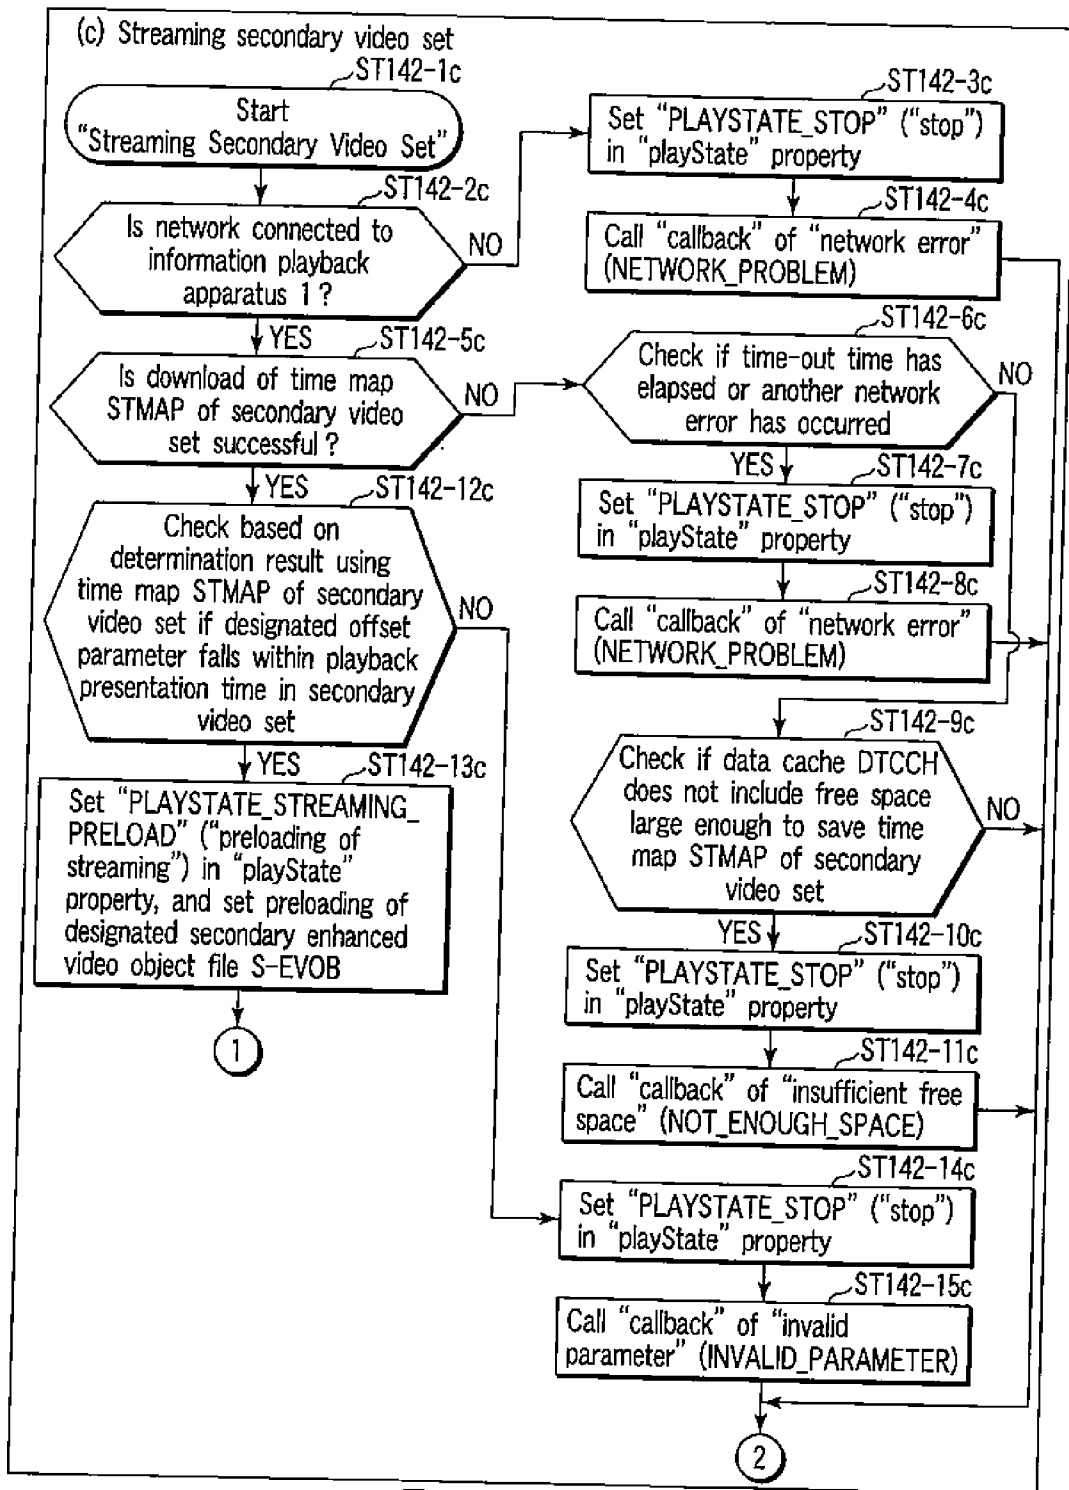 (c) Streaming secondary video set
ST142-1c
Start
"Streaming Secondary Video Set"
ST142-2c
Is network connected to
information playback
apparatus 1?
NO
YES
ST142-3c
Set "PLAYSTATE_STOP" ("stop")
in "playState" property
ST142-4c
Call "callback" of "network error"
(NETWORK_PROBLEM)
ST142-5c
Is download of time map
STMAP of secondary video
set successful?
NO
YES
ST142-6c
Check if time-out time has
elapsed or another network
error has occurred
NO
YES
ST142-7c
Set "PLAYSTATE_STOP" ("stop")
in "playState" property
ST142-8c
Call "callback" of "network error"
(NETWORK_PROBLEM)
ST142-9c
Check if data cache DTCCH
does not include free space
large enough to save time
map STMAP of secondary
video set
NO
YES
ST142-10c
Set "PLAYSTATE_STOP" ("stop")
in "playState" property
ST142-11c
Call "callback" of "insufficient free
space" (NOT_ENOUGH_SPACE)
ST142-12c
Check based on
determination result using
time map STMAP of secondary
video set if designated offset
parameter falls within playback
presentation time in secondary
video set
NO
YES
ST142-13c
Set "PLAYSTATE_STREAMING_
PRELOAD" ("preloading of
streaming") in "playState"
property, and set preloading of
designated secondary enhanced
video object file S-EVOB
1
ST142-14c
Set "PLAYSTATE_STOP" ("stop")
in "playState" property
ST142-15c
Call "callback" of "invalid
parameter" (INVALID_PARAMETER)
2